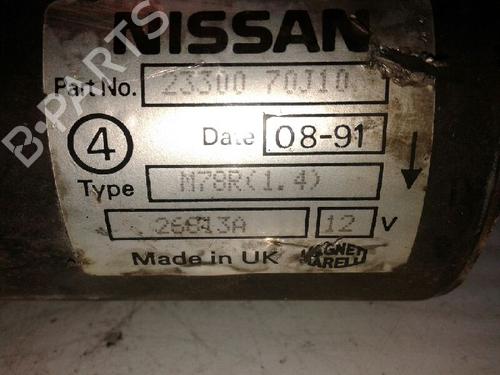 NISSAN
Part No. 23300 70J10
4 Date 08-91
Type M78R(1.4)
26813A 12 V
Made in UK MAGNETI MARELLI
B-PARTS